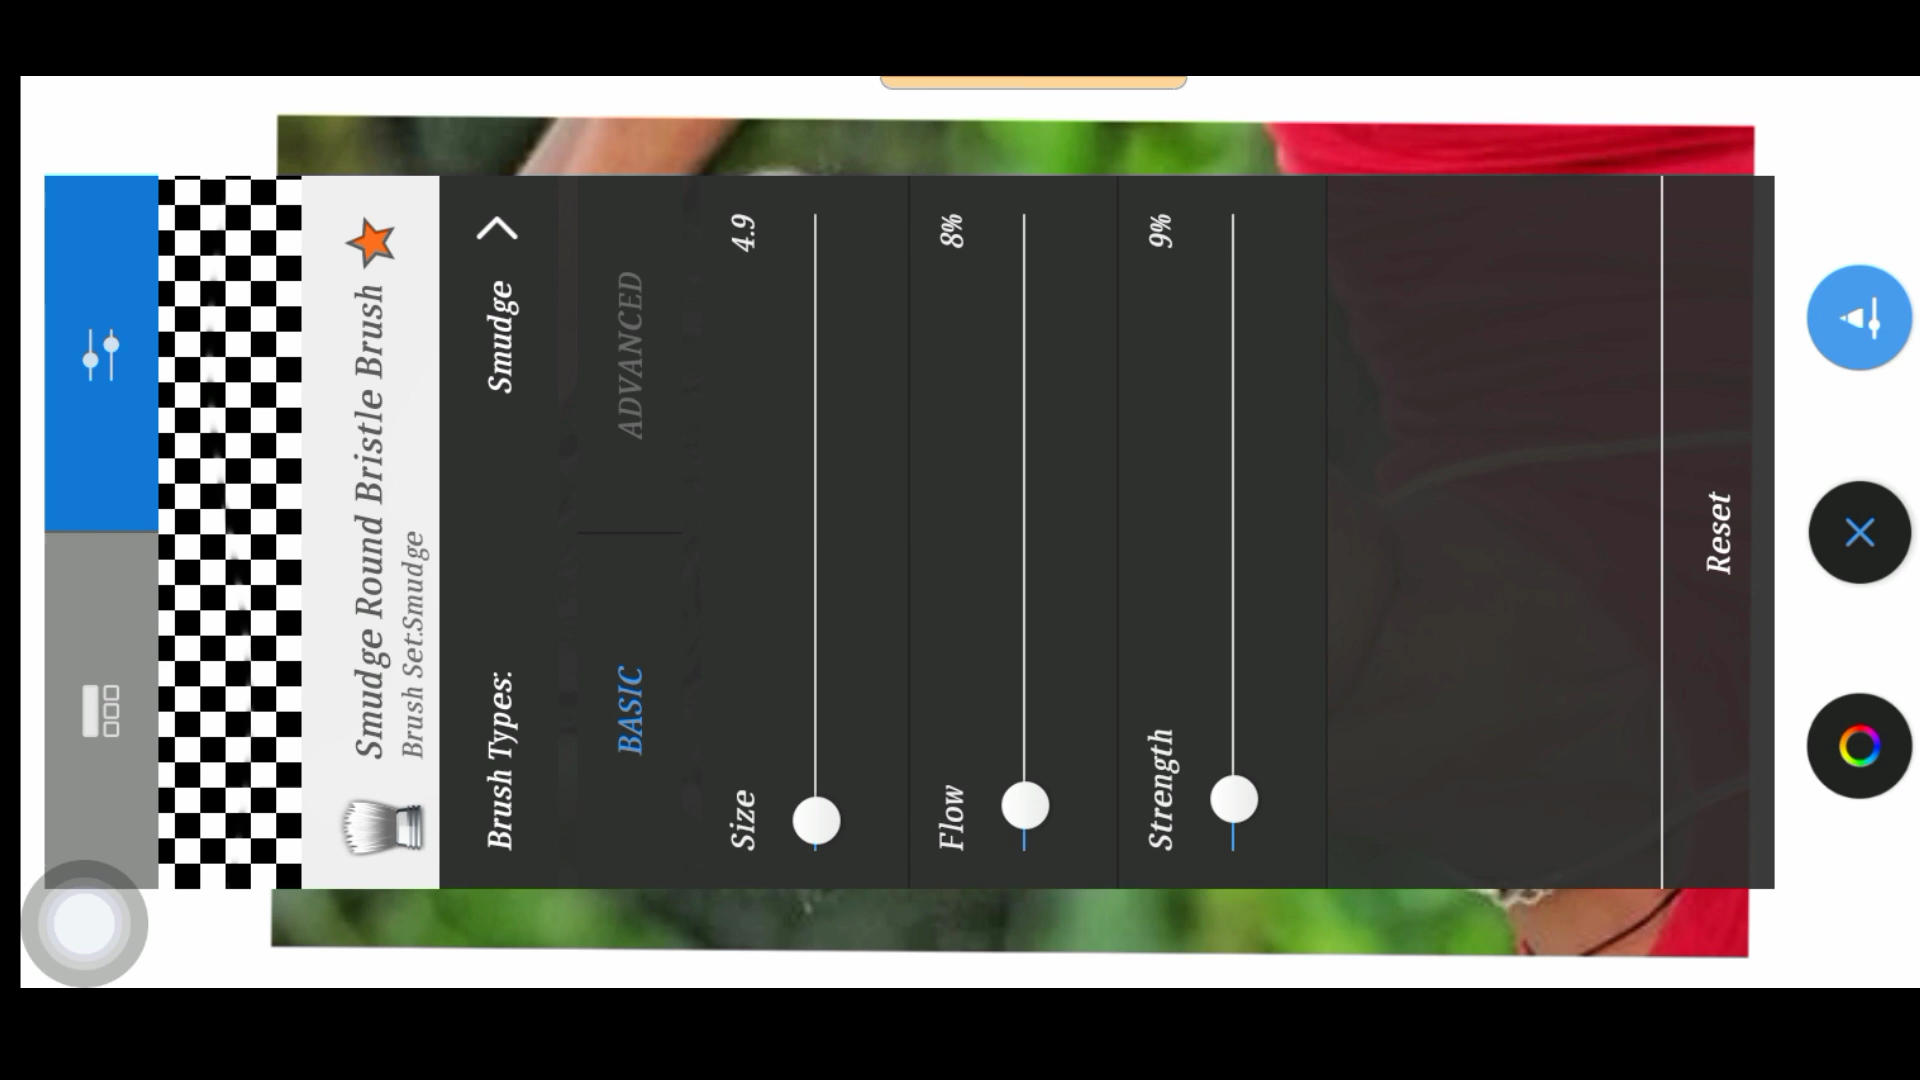 Smudge Round Bristle Brush
Brush Set:Smudge
Brush Types: Smudge
BASIC ADVANCED
Size 4.9
Flow 8%
Strength 9%
Reset